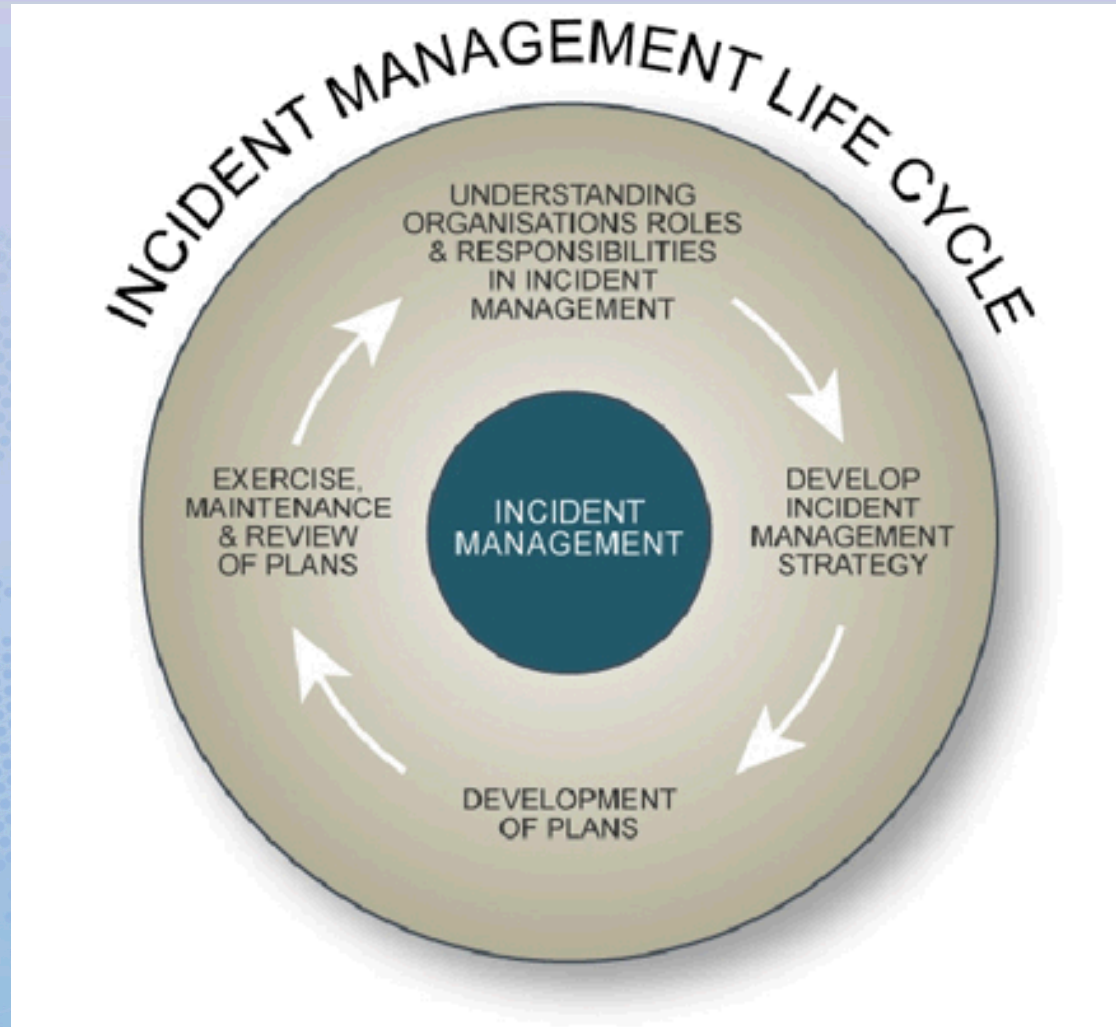 INCIDENT MANAGEMENT LIFE CYCLE
UNDERSTANDING
ORGANISATIONS ROLES
& RESPONSIBILITIES
IN INCIDENT
MANAGEMENT
DEVELOP
INCIDENT
MANAGEMENT
STRATEGY
DEVELOPMENT
OF PLANS
EXERCISE,
MAINTENANCE
& REVIEW
OF PLANS
INCIDENT
MANAGEMENT